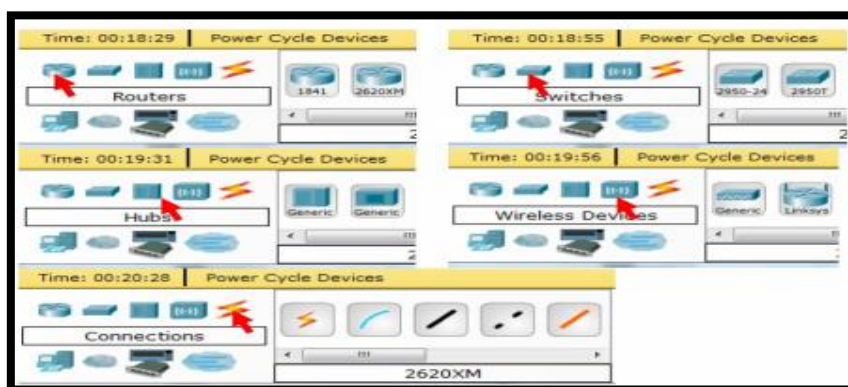 Time: 00:18:29 Power Cycle Devices
Routers
1841 2620XM
2
Time: 00:18:55 Power Cycle Devices
Switches
2950-24 2950T
2
Time: 00:19:31 Power Cycle Devices
Hubs
Generic Generic
Time: 00:19:56 Power Cycle Devices
Wireless Devices
Generic Linksys
Time: 00:20:28 Power Cycle Devices
Connections
2620XM